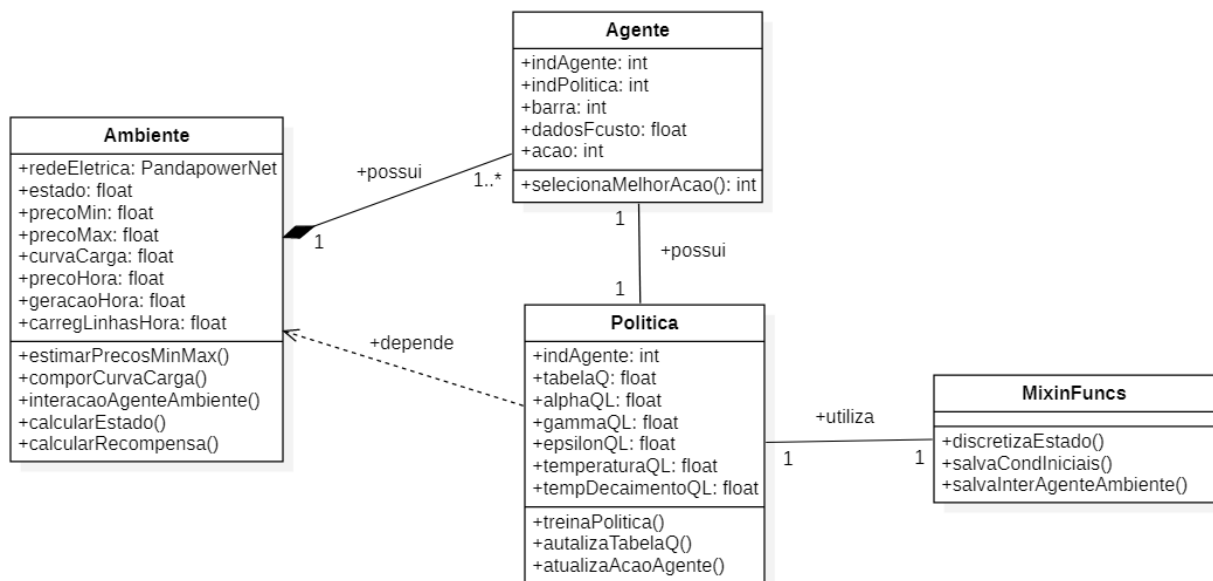 Agente
+indAgente: int
+indPolitica: int
+barra: int
+dadosFcusto: float
+acao: int
+selecionaMelhorAcao(): int
Ambiente
+redeEletrica: PandapowerNet
+estado: float
+precoMin: float
+precoMax: float
+curvaCarga: float
+precoHora: float
+geracaoHora: float
+carregLinhasHora: float
+estimarPrecosMinMax()
+comporCurvaCarga()
+interacaoAgenteAmbiente()
+calcularEstado()
+calcularRecompensa()
+possui
1..*
1
1
+possui
1
+depende
Politica
+indAgente: int
+tabelaQ: float
+alphaQL: float
+gammaQL: float
+epsilonQL: float
+temperaturaQL: float
+tempDecaimentoQL: float
+treinaPolitica()
+autalizaTabelaQ()
+atualizaAcaoAgente()
+utiliza
1
1
MixinFuncs
+discretizaEstado()
+salvaCondIniciais()
+salvaInterAgenteAmbiente()